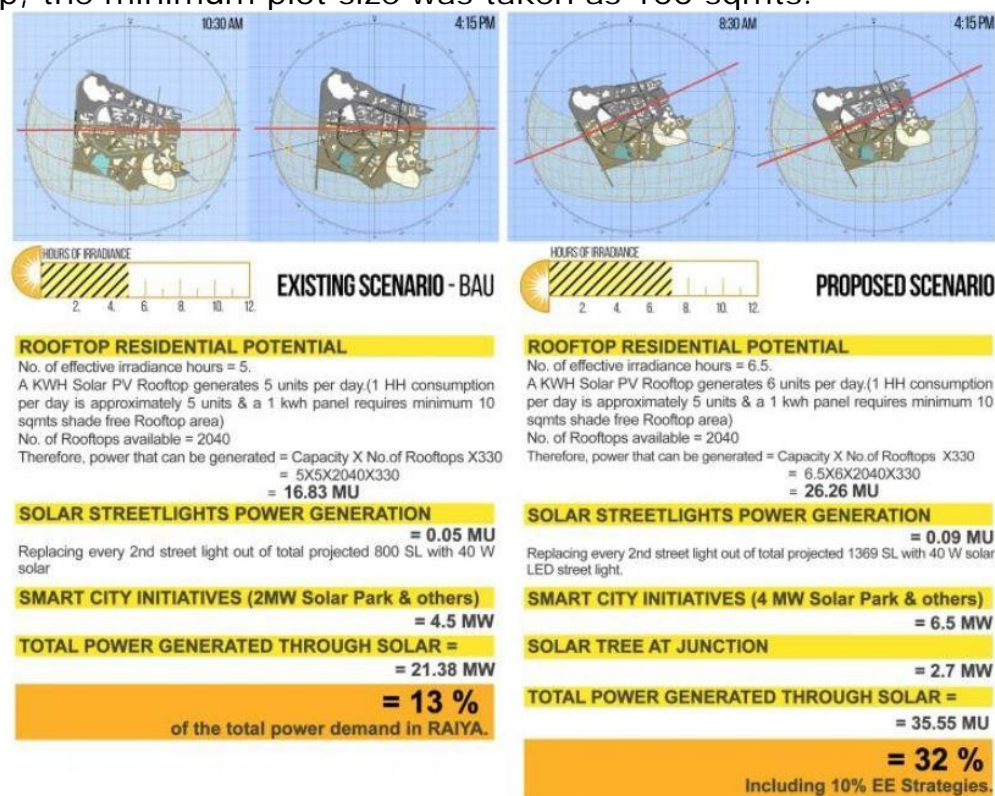 p, the minimum plot size was taken as 100 sqmts.
10:30 AM
4:15 PM
8:30 AM
4:15 PM
HOURS OF IRRADIANCE
2. 4. 6. 8. 10. 12.
EXISTING SCENARIO - BAU
ROOFTOP RESIDENTIAL POTENTIAL
No. of effective irradiance hours = 5.
A KWH Solar PV Rooftop generates 5 units per day.(1 HH consumption
per day is approximately 5 units & a 1 kwh panel requires minimum 10
sqmts shade free Rooftop area)
No. of Rooftops available = 2040
Therefore, power that can be generated = Capacity X No.of Rooftops X330
= 5X5X2040X330
= 16.83 MU
SOLAR STREETLIGHTS POWER GENERATION
= 0.05 MU
Replacing every 2nd street light out of total projected 800 SL with 40 W
solar
SMART CITY INITIATIVES (2MW Solar Park & others)
= 4.5 MW
TOTAL POWER GENERATED THROUGH SOLAR =
= 21.38 MW
= 13 %
of the total power demand in RAIYA.
HOURS OF IRRADIANCE
2. 4. 6. 8. 10. 12.
PROPOSED SCENARIO
ROOFTOP RESIDENTIAL POTENTIAL
No. of effective irradiance hours = 6.5.
A KWH Solar PV Rooftop generates 6 units per day.(1 HH consumption
per day is approximately 5 units & a 1 kwh panel requires minimum 10
sqmts shade free Rooftop area)
No. of Rooftops available = 2040
Therefore, power that can be generated = Capacity X No.of Rooftops X330
= 6.5X6X2040X330
= 26.26 MU
SOLAR STREETLIGHTS POWER GENERATION
= 0.09 MU
Replacing every 2nd street light out of total projected 1369 SL with 40 W solar
LED street light.
SMART CITY INITIATIVES (4 MW Solar Park & others)
= 6.5 MW
SOLAR TREE AT JUNCTION
= 2.7 MW
TOTAL POWER GENERATED THROUGH SOLAR =
= 35.55 MU
= 32 %
Including 10% EE Strategies.